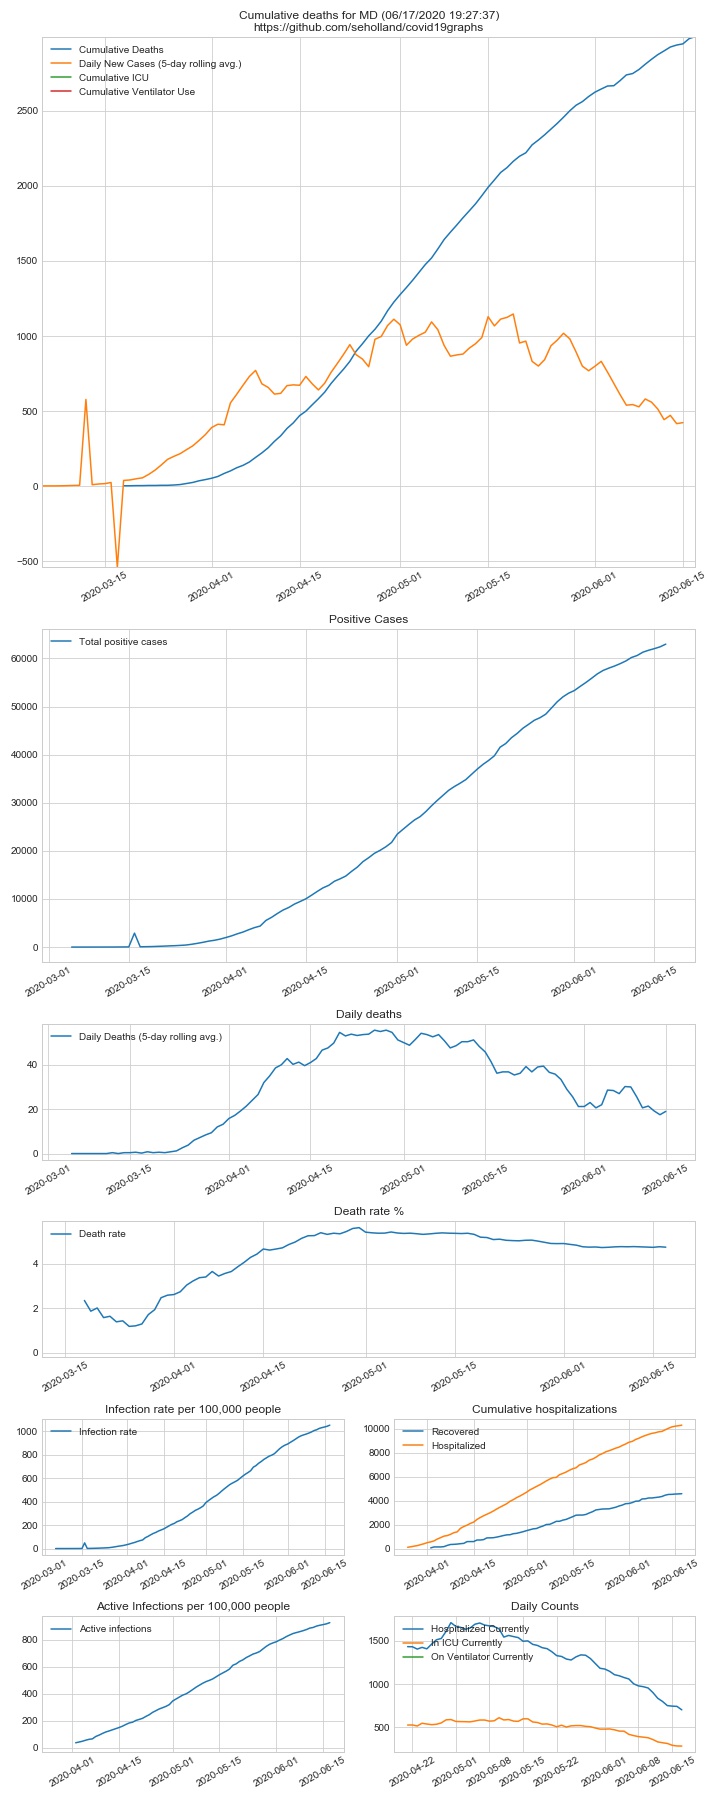 Cumulative deaths for MD (06/17/2020 19:27:37)
https://github.com/seholland/covid19graphs
Cumulative Deaths
Daily New Cases (5-day rolling avg.)
Cumulative ICU
Cumulative Ventilator Use
2500
2000
1500
1000
500
0
−500
2020-03-15 2020-04-01 2020-04-15 2020-05-01 2020-05-15 2020-06-01 2020-06-15
Positive Cases
Total positive cases
60000
50000
40000
30000
20000
10000
0
2020-03-01 2020-03-15 2020-04-01 2020-04-15 2020-05-01 2020-05-15 2020-06-01 2020-06-15
Daily deaths
Daily Deaths (5-day rolling avg.)
40
20
0
2020-03-01 2020-03-15 2020-04-01 2020-04-15 2020-05-01 2020-05-15 2020-06-01 2020-06-15
Death rate %
Death rate
4
2
0
2020-03-15 2020-04-01 2020-04-15 2020-05-01 2020-05-15 2020-06-01 2020-06-15
Infection rate per 100,000 people
Infection rate
1000
800
600
400
200
0
2020-03-01 2020-03-15 2020-04-01 2020-04-15 2020-05-01 2020-05-15 2020-06-01 2020-06-15
Cumulative hospitalizations
Recovered
Hospitalized
10000
8000
6000
4000
2000
0
2020-04-01 2020-04-15 2020-05-01 2020-05-15 2020-06-01 2020-06-15
Active Infections per 100,000 people
Active infections
800
600
400
200
0
2020-04-01 2020-04-15 2020-05-01 2020-05-15 2020-06-01 2020-06-15
Daily Counts
Hospitalized Currently
In ICU Currently
On Ventilator Currently
1500
1000
500
2020-04-22 2020-05-01 2020-05-08 2020-05-15 2020-05-22 2020-06-01 2020-06-08 2020-06-15